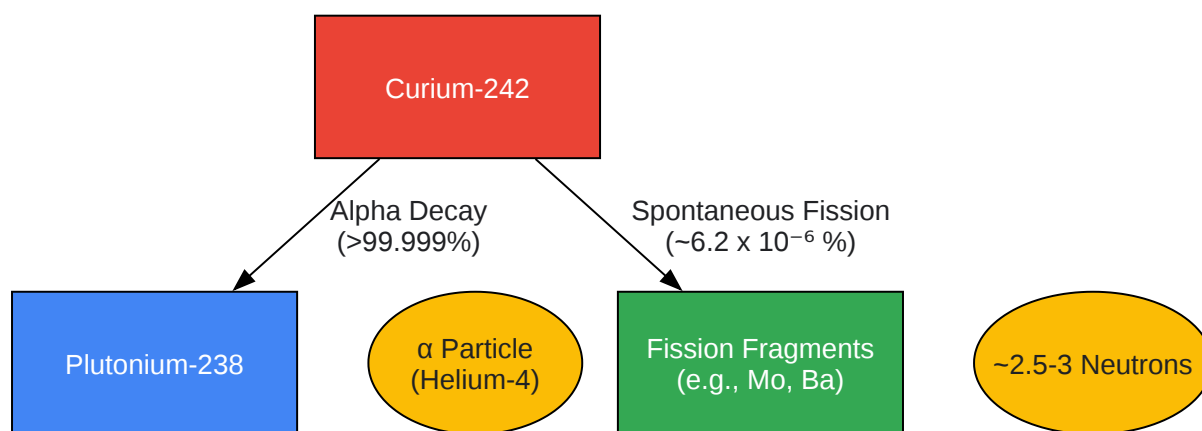 Curium-242
Alpha Decay
(>99.999%)
Spontaneous Fission
(~6.2 x 10⁻⁶ %)
Plutonium-238
α Particle
(Helium-4)
Fission Fragments
(e.g., Mo, Ba)
~2.5-3 Neutrons